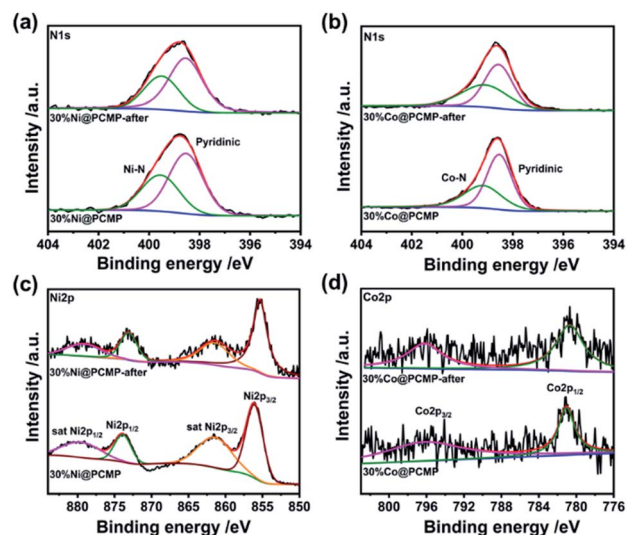 (a)
N1s
30%Ni@PCMP-after
Ni-N
Pyridinic
30%Ni@PCMP
Intensity /a.u.
404 402 400 398 396 394
Binding energy /eV
(b)
N1s
30%Co@PCMP-after
Co-N
Pyridinic
30%Co@PCMP
Intensity /a.u.
404 402 400 398 396 394
Binding energy /eV
(c)
Ni2p
30%Ni@PCMP-after
sat Ni2p1/2
Ni2p1/2
sat Ni2p3/2
Ni2p3/2
30%Ni@PCMP
Intensity /a.u.
880 875 870 865 860 855 850
Binding energy /eV
(d)
Co2p
30%Co@PCMP-after
Co2p3/2
Co2p1/2
30%Co@PCMP
Intensity /a.u.
800 796 792 788 784 780 776
Binding energy /eV